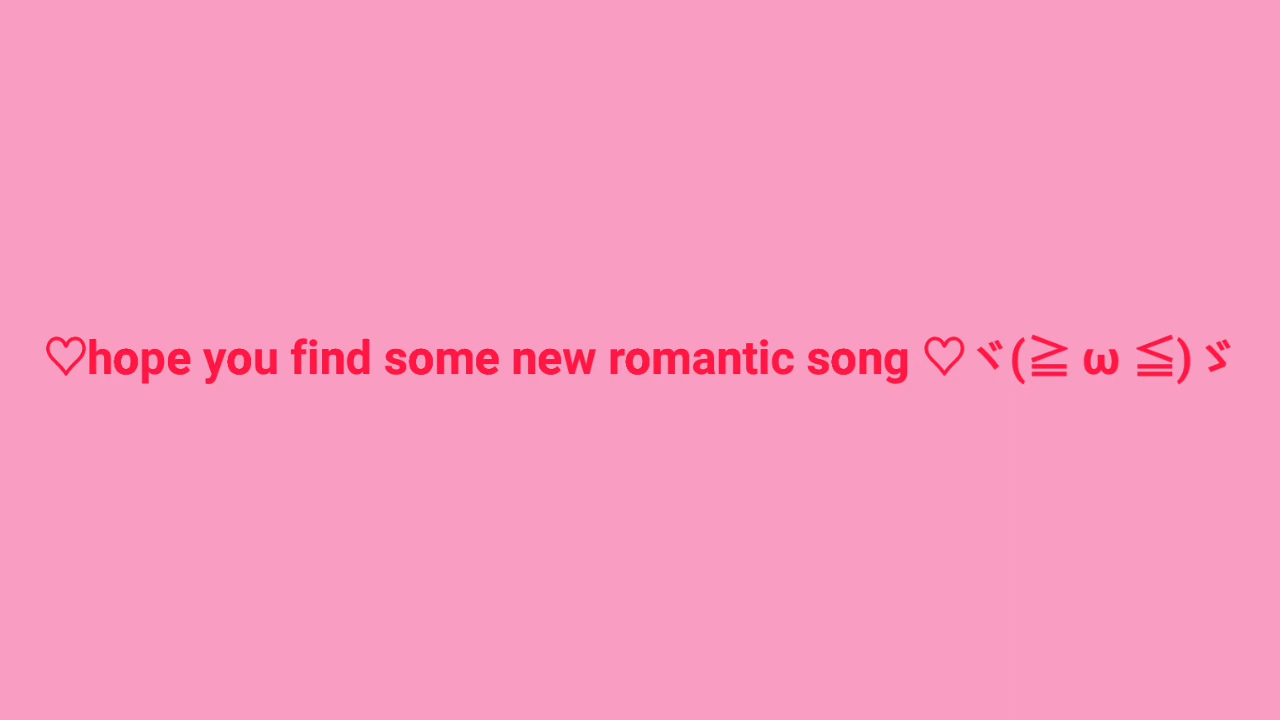 ♡hope you find some new romantic song ♡ヾ(≧ ω ≦)ゞ